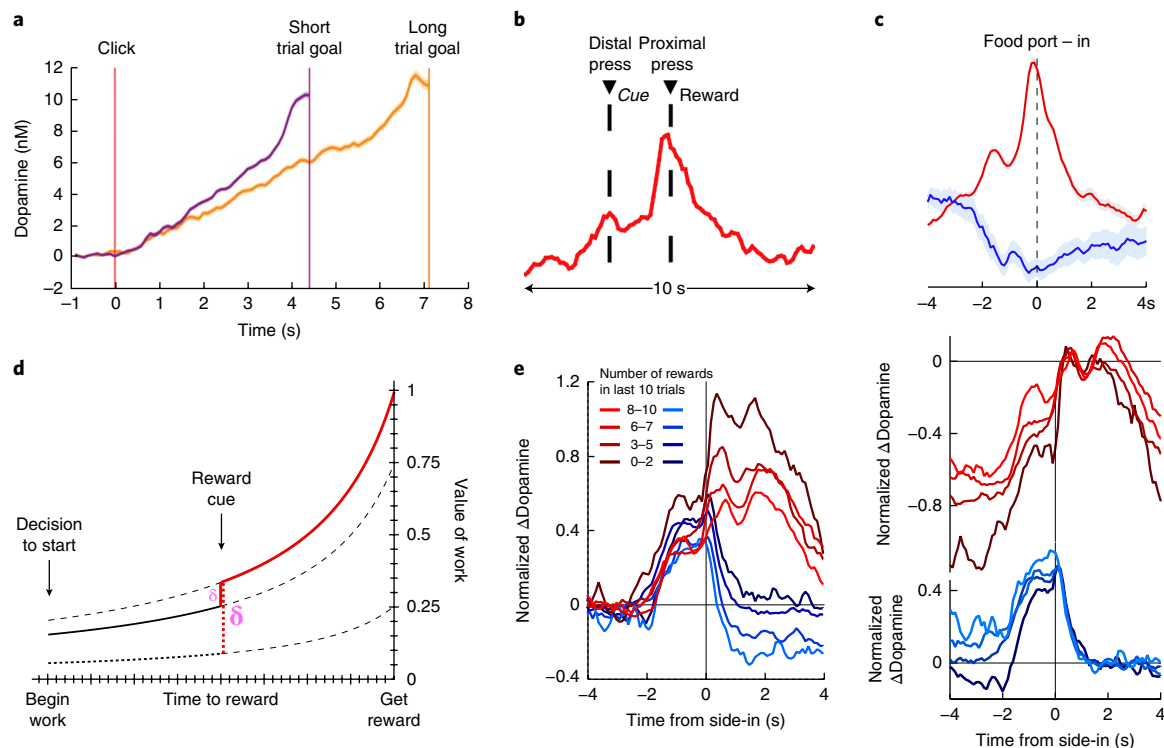 a
Click
Short
trial goal
Long
trial goal
Dopamine (nM)
12
10
8
6
4
2
0
–2
–1 0 1 2 3 4 5 6 7 8
Time (s)
b
Distal
press
Proximal
press
Cue
Reward
10 s
c
Food port – in
–4 –2 0 2 4s
d
Decision
to start
Reward
cue
δ
δ
1
0.75
0.5
0.25
0
Value of work
Begin
work
Time to reward
Get
reward
e
Number of rewards
in last 10 trials
8–10
6–7
3–5
0–2
Normalized ΔDopamine
1.2
0.8
0.4
0
–0.4
–4 –2 0 2 4
Time from side-in (s)
Normalized ΔDopamine
0
–0.4
–0.8
Normalized
ΔDopamine
0.4
0
–4 –2 0 2 4
Time from side-in (s)